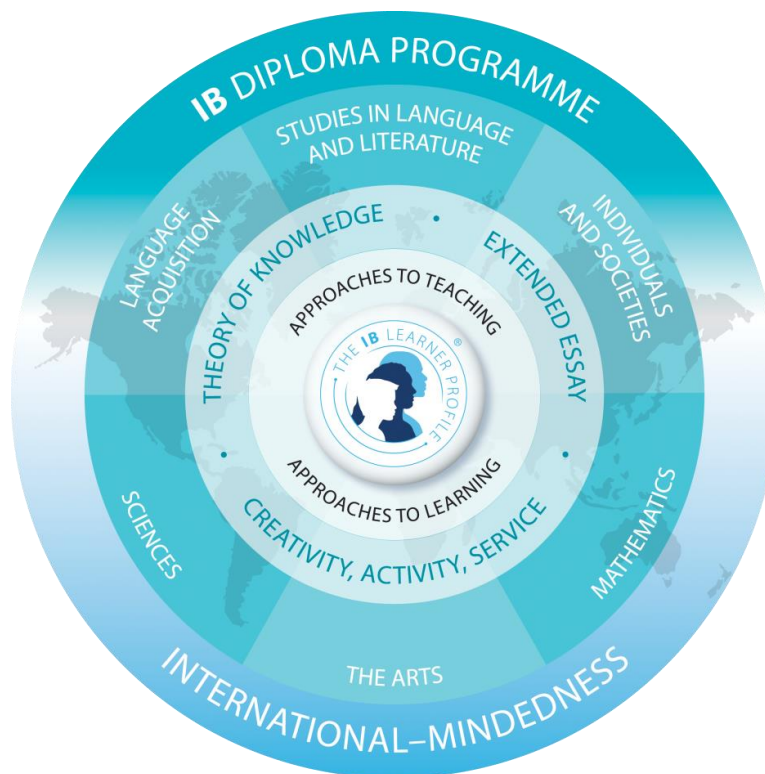 IB DIPLOMA PROGRAMME
STUDIES IN LANGUAGE
AND LITERATURE
LANGUAGE
ACQUISITION
INDIVIDUALS
AND SOCIETIES
THEORY OF KNOWLEDGE
•
EXTENDED ESSAY
APPROACHES TO TEACHING
THE IB LEARNER PROFILE
®
APPROACHES TO LEARNING
•
•
CREATIVITY, ACTIVITY, SERVICE
SCIENCES
MATHEMATICS
THE ARTS
INTERNATIONAL–MINDEDNESS